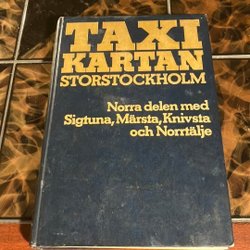 TAXI
KARTAN
STORSTOCKHOLM
Norra delen med
Sigtuna, Märsta, Knivsta
och Norrtälje